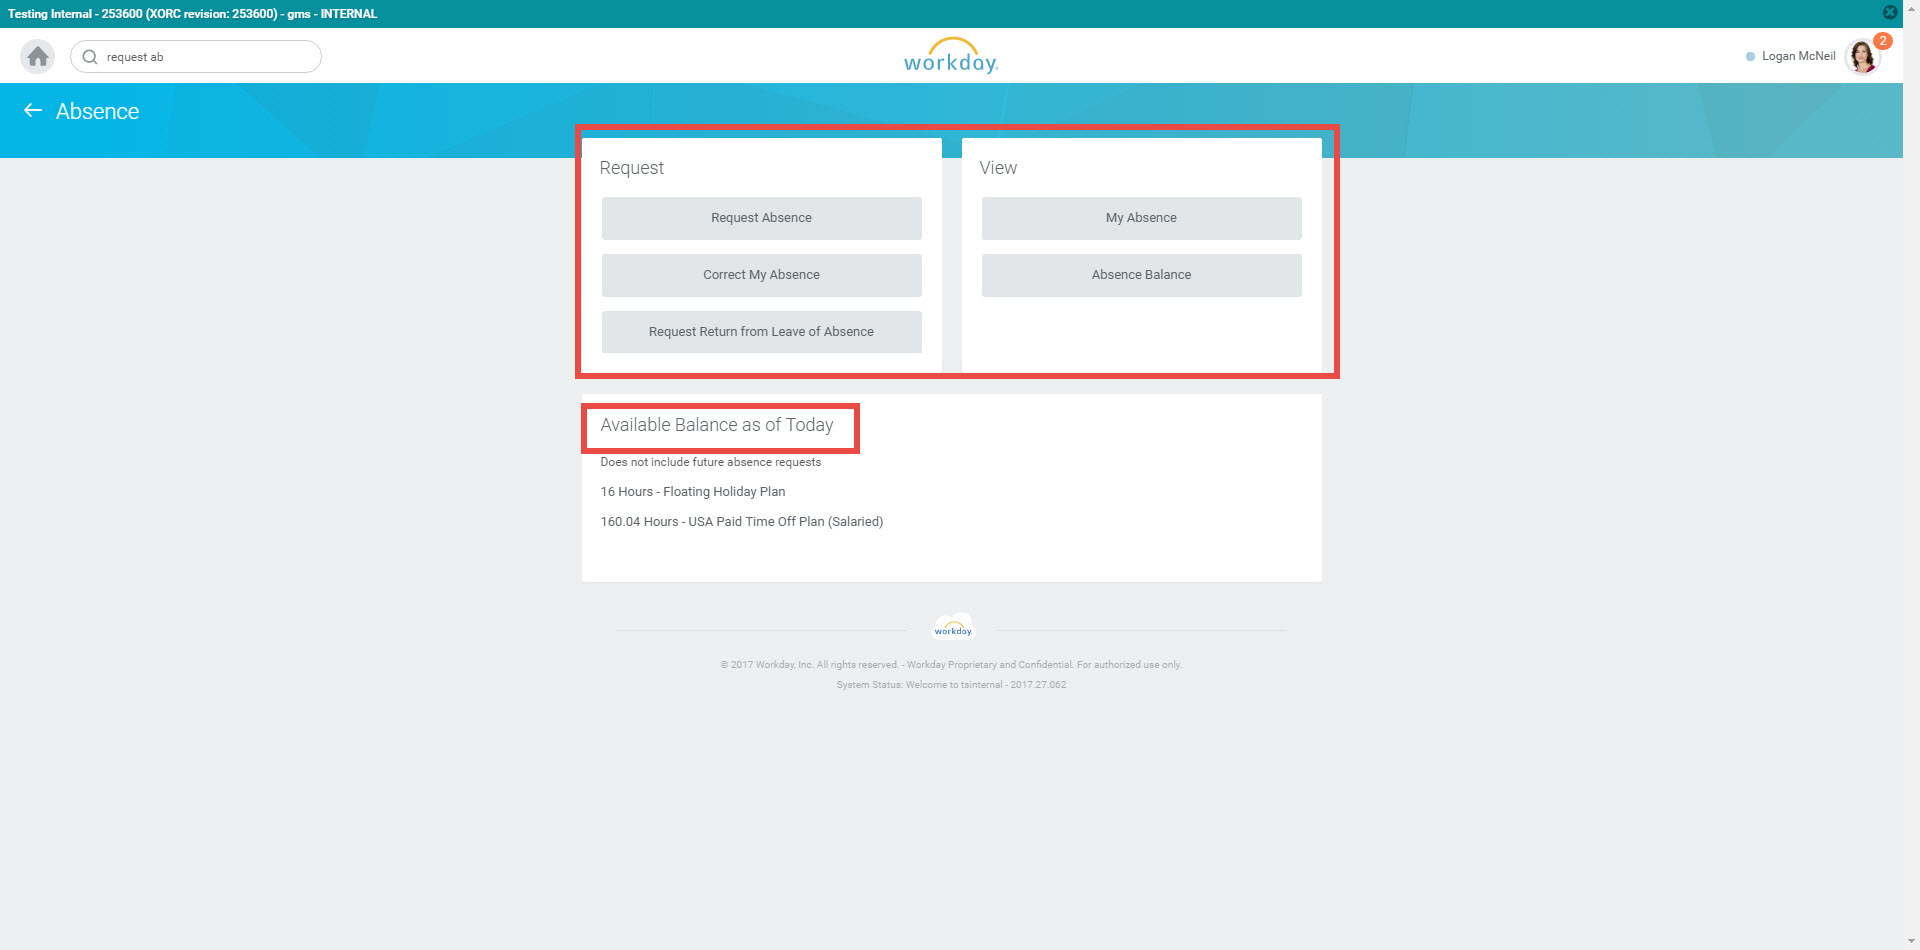 Testing Internal - 253600 (XORC revision: 253600) - gms - INTERNAL
request ab
workday.
Logan McNeil
2
Absence
Request
Request Absence
Correct My Absence
Request Return from Leave of Absence
View
My Absence
Absence Balance
Available Balance as of Today
Does not include future absence requests
16 Hours - Floating Holiday Plan
160.04 Hours - USA Paid Time Off Plan (Salaried)
workday.
© 2017 Workday, Inc. All rights reserved. - Workday Proprietary and Confidential. For authorized use only.
System Status: Welcome to tsinternal - 2017.27.062